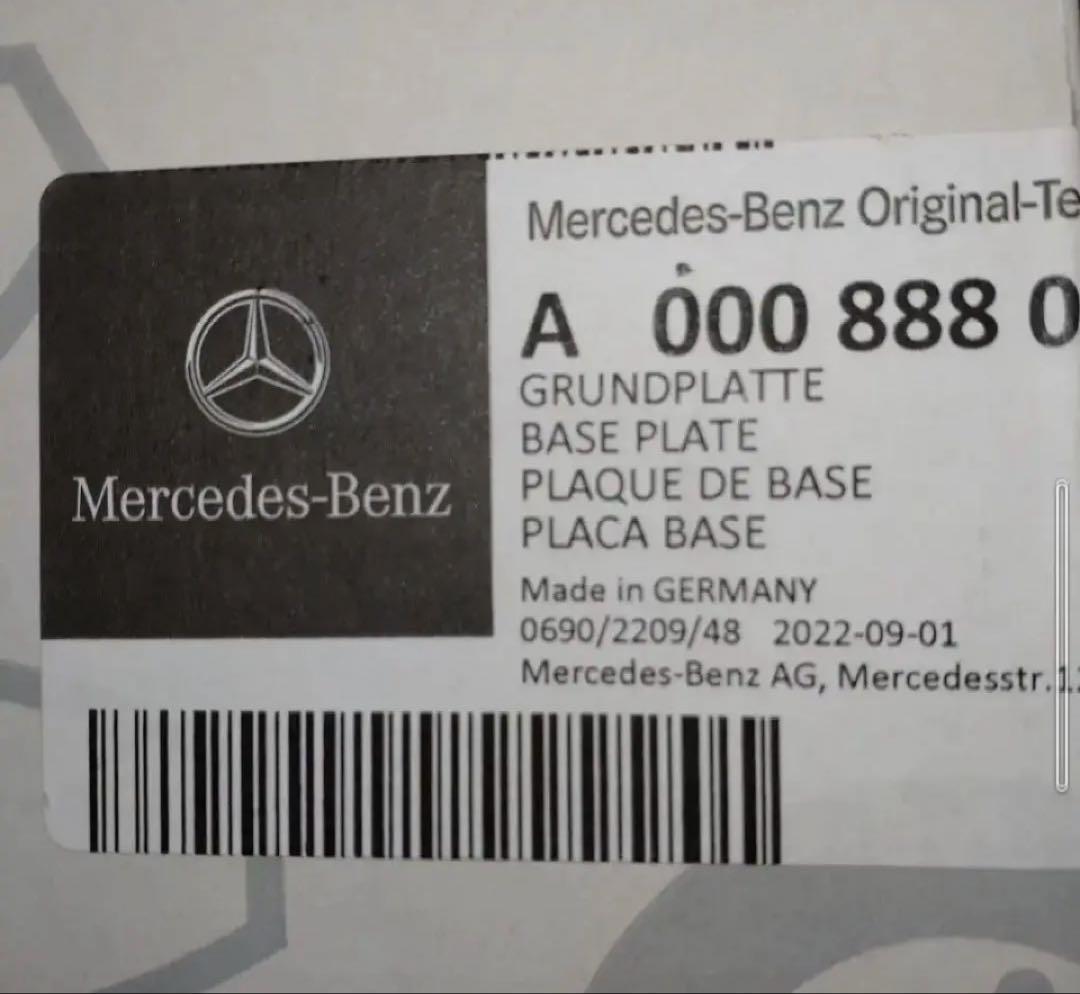 Mercedes-Benz
Mercedes-Benz Original-Te
A 000 888 0
GRUNDPLATTE
BASE PLATE
PLAQUE DE BASE
PLACA BASE
Made in GERMANY
0690/2209/48 2022-09-01
Mercedes-Benz AG, Mercedesstr.